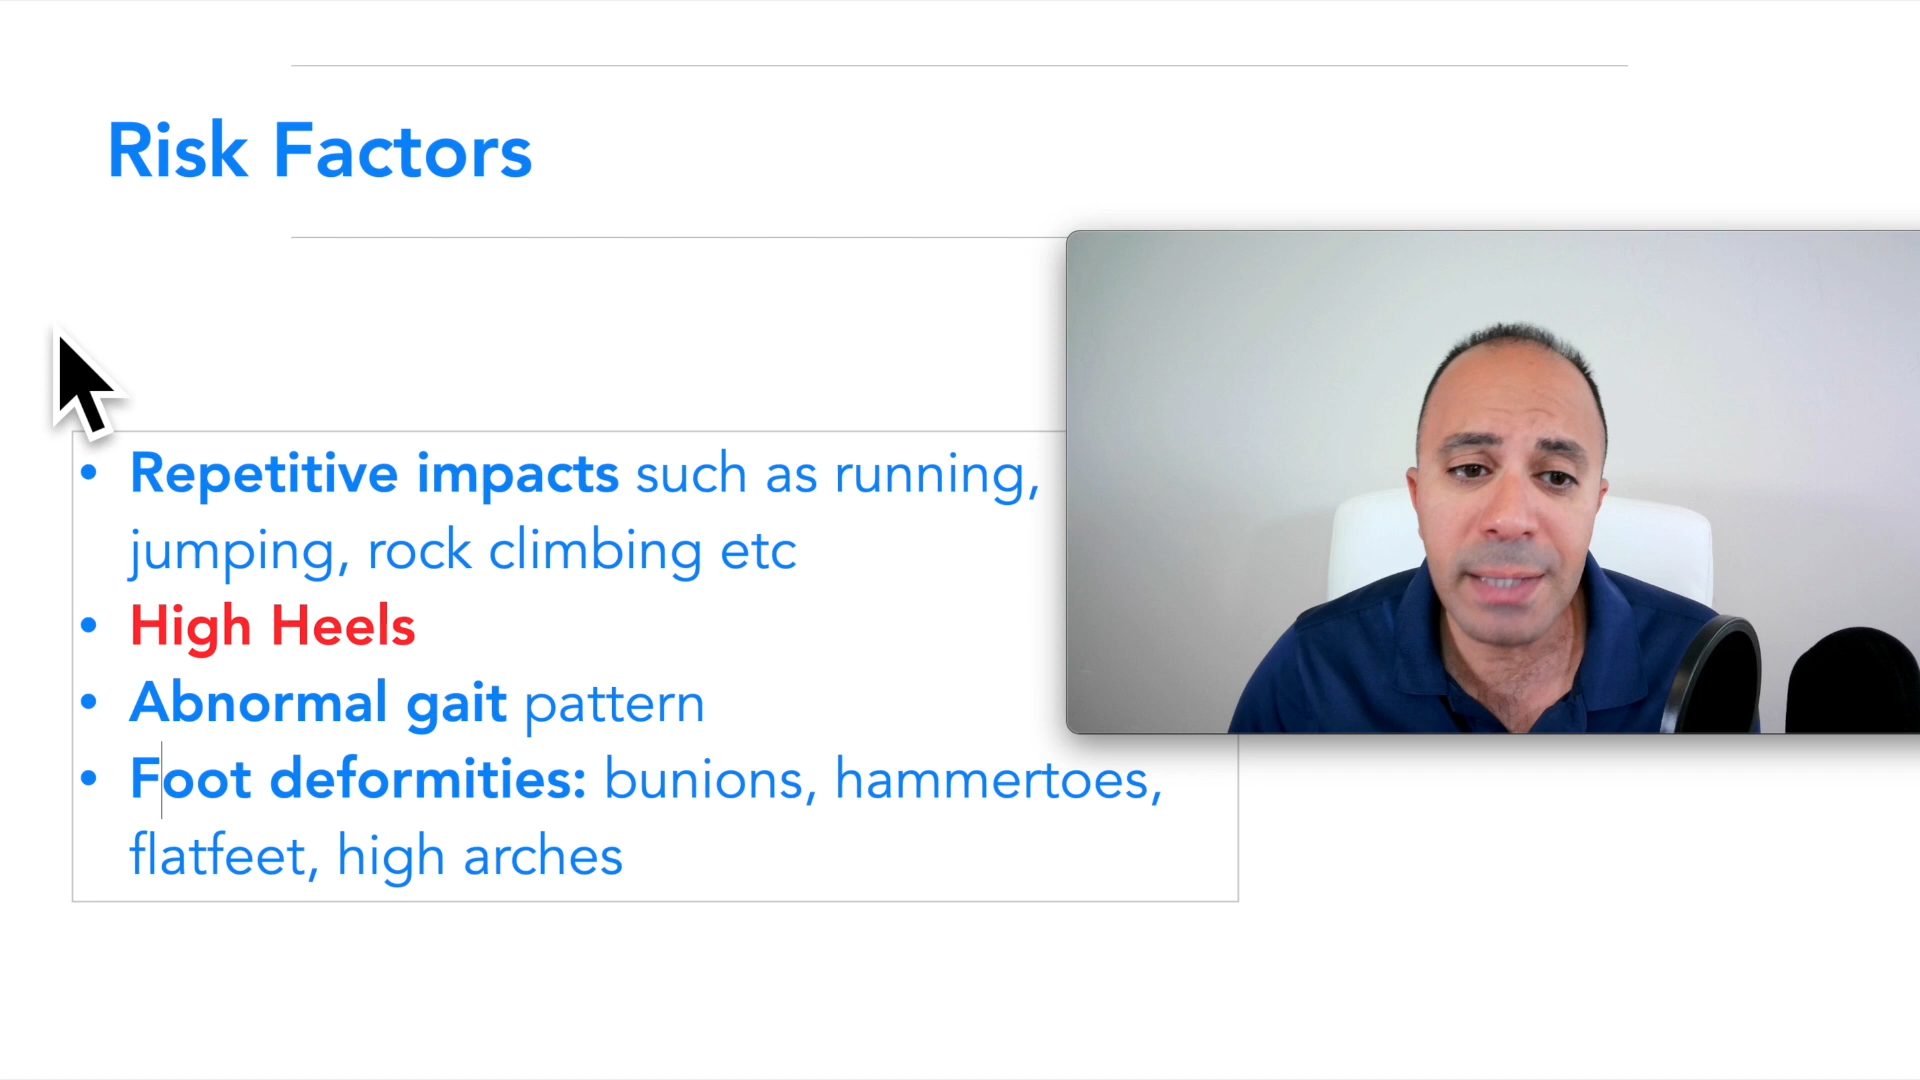 Risk Factors
• Repetitive impacts such as running,
jumping, rock climbing etc
• High Heels
• Abnormal gait pattern
• Foot deformities: bunions, hammertoes,
flatfeet, high arches